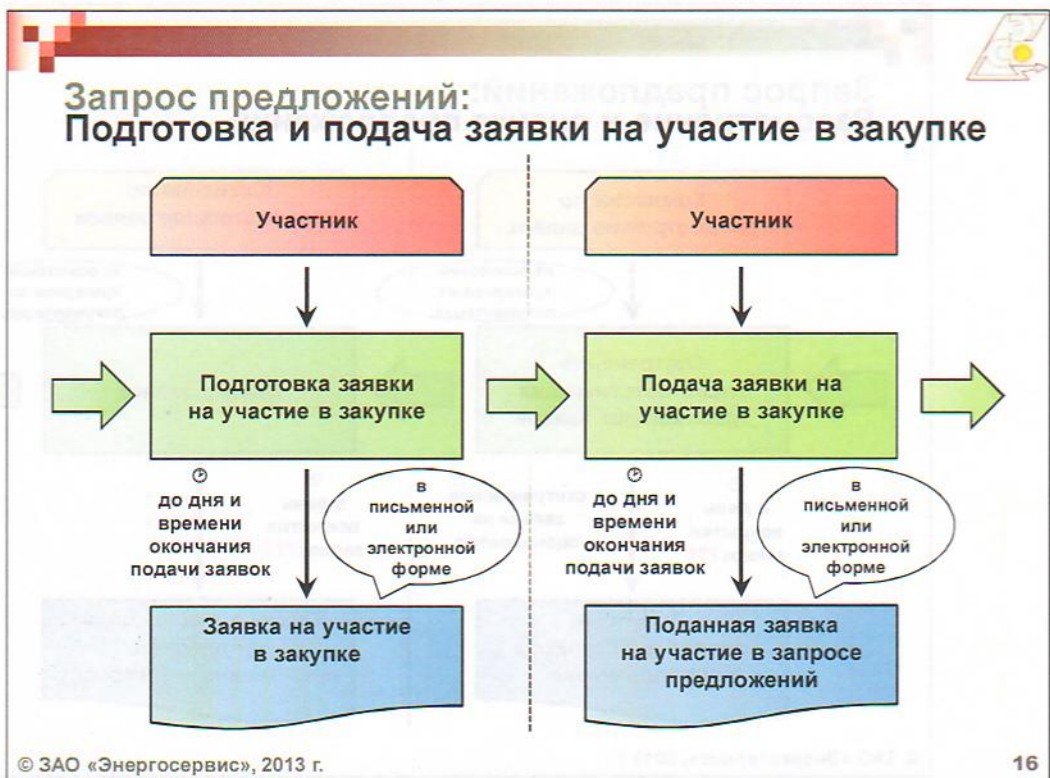 Запрос предложений:
Подготовка и подача заявки на участие в закупке
Участник
Подготовка заявки
на участие в закупке
до дня и
времени
окончания
подачи заявок
в
письменной
или
электронной
форме
Заявка на участие
в закупке
Участник
Подача заявки на
участие в закупке
до дня и
времени
окончания
подачи заявок
в
письменной
или
электронной
форме
Поданная заявка
на участие в запросе
предложений
© ЗАО «Энергосервис», 2013 г.
16